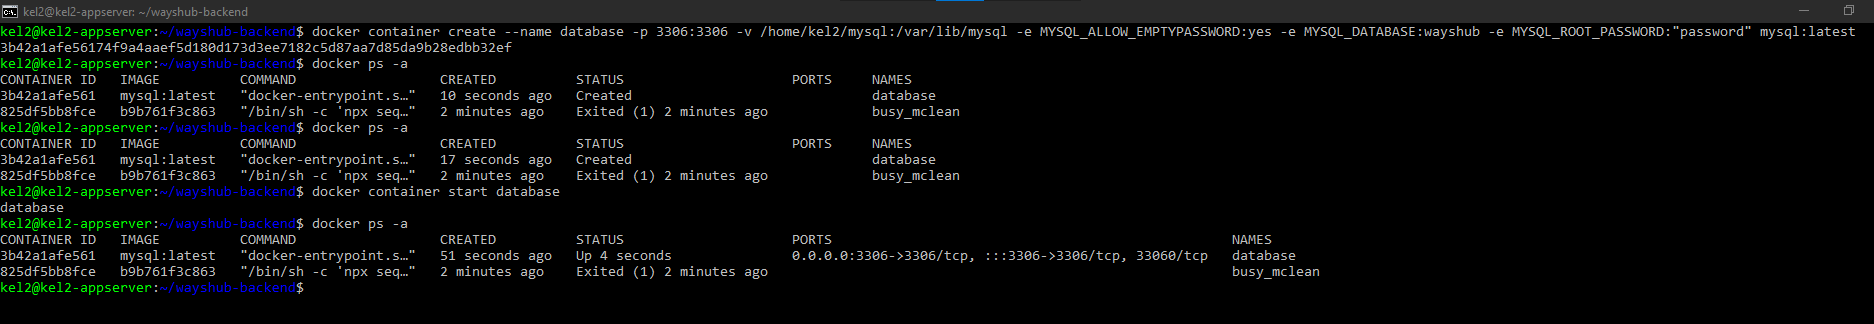 kel2@kel2-appserver: ~/wayshub-backend
kel2@kel2-appserver:~/wayshub-backend$ docker container create --name database -p 3306:3306 -v /home/kel2/mysql:/var/lib/mysql -e MYSQL_ALLOW_EMPTYPASSWORD:yes -e MYSQL_DATABASE:wayshub -e MYSQL_ROOT_PASSWORD:"password" mysql:latest
3b42a1afe56174f9a4aaef5d180d173d3ee7182c5d87aa7d85da9b28edbb32ef
kel2@kel2-appserver:~/wayshub-backend$ docker ps -a
CONTAINER ID   IMAGE          COMMAND                  CREATED          STATUS                     PORTS     NAMES
3b42a1afe561   mysql:latest   "docker-entrypoint.s…"   10 seconds ago   Created                              database
825df5bb8fce   b9b761f3c863   "/bin/sh -c 'npx seq…"   2 minutes ago    Exited (1) 2 minutes ago             busy_mclean
kel2@kel2-appserver:~/wayshub-backend$ docker ps -a
CONTAINER ID   IMAGE          COMMAND                  CREATED          STATUS                     PORTS     NAMES
3b42a1afe561   mysql:latest   "docker-entrypoint.s…"   17 seconds ago   Created                              database
825df5bb8fce   b9b761f3c863   "/bin/sh -c 'npx seq…"   2 minutes ago    Exited (1) 2 minutes ago             busy_mclean
kel2@kel2-appserver:~/wayshub-backend$ docker container start database
database
kel2@kel2-appserver:~/wayshub-backend$ docker ps -a
CONTAINER ID   IMAGE          COMMAND                  CREATED          STATUS                     PORTS                                                  NAMES
3b42a1afe561   mysql:latest   "docker-entrypoint.s…"   51 seconds ago   Up 4 seconds               0.0.0.0:3306->3306/tcp, :::3306->3306/tcp, 33060/tcp   database
825df5bb8fce   b9b761f3c863   "/bin/sh -c 'npx seq…"   2 minutes ago    Exited (1) 2 minutes ago                                                          busy_mclean
kel2@kel2-appserver:~/wayshub-backend$